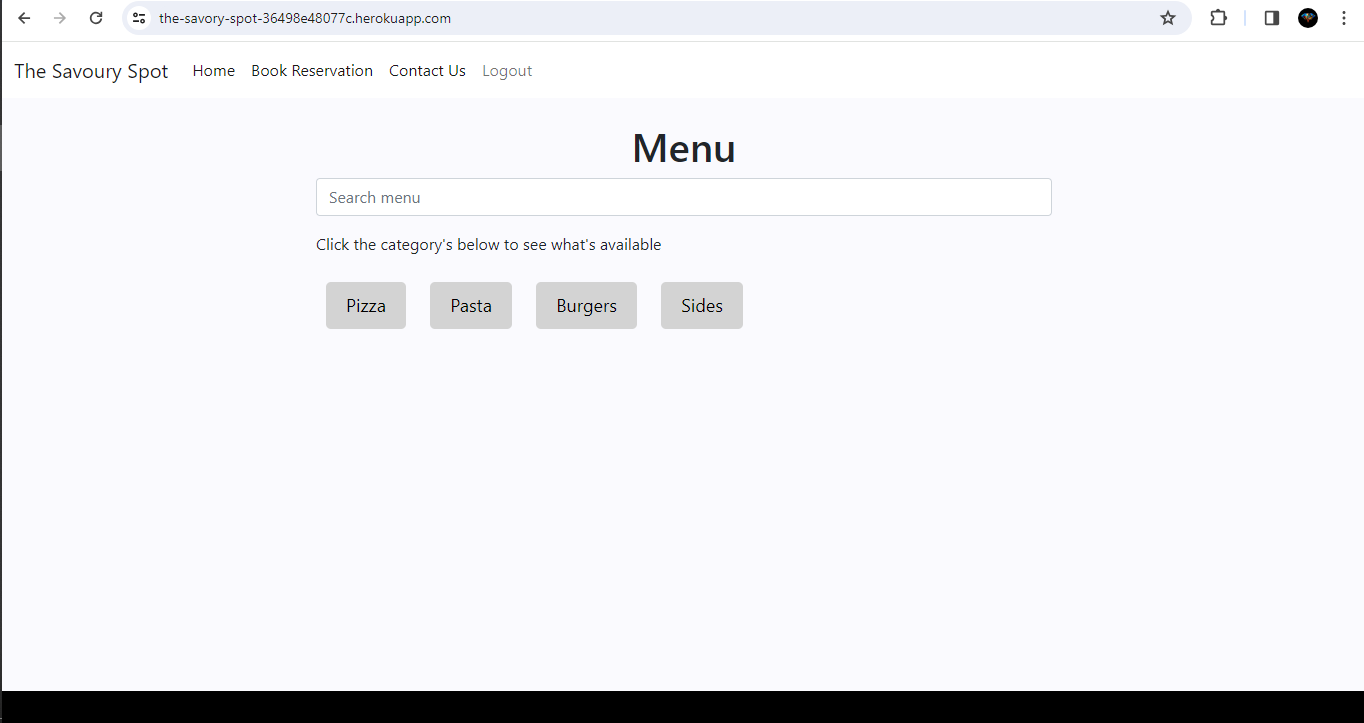 the-savory-spot-36498e48077c.herokuapp.com
The Savoury Spot Home Book Reservation Contact Us Logout
Menu
Search menu
Click the category's below to see what's available
Pizza Pasta Burgers Sides